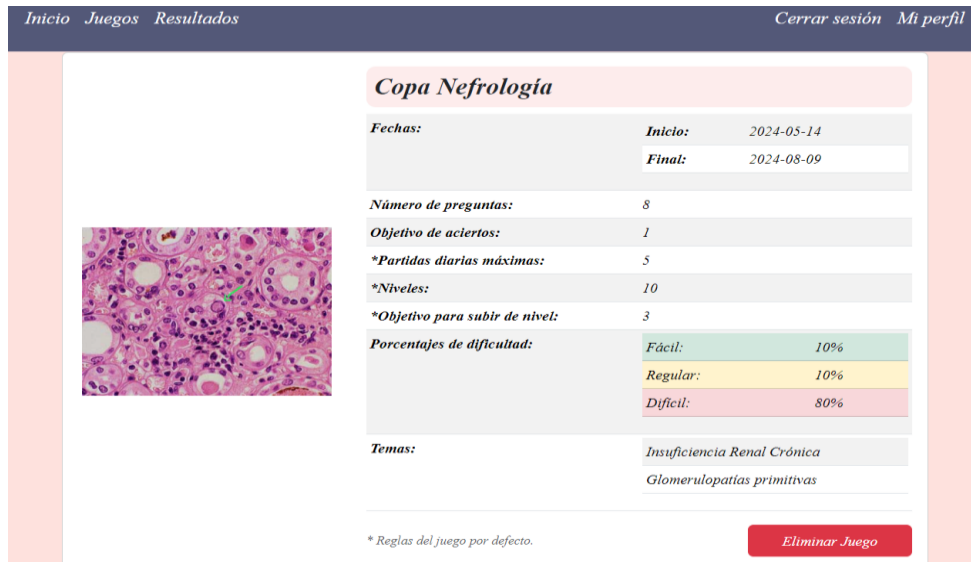 Inicio Juegos Resultados Cerrar sesión Mi perfil
Copa Nefrología
Fechas:
Inicio: 2024-05-14
Final: 2024-08-09
Número de preguntas: 8
Objetivo de aciertos: 1
*Partidas diarias máximas: 5
*Niveles: 10
*Objetivo para subir de nivel: 3
Porcentajes de dificultad:
Fácil: 10%
Regular: 10%
Difícil: 80%
Temas:
Insuficiencia Renal Crónica
Glomerulopatías primitivas
* Reglas del juego por defecto.
Eliminar Juego